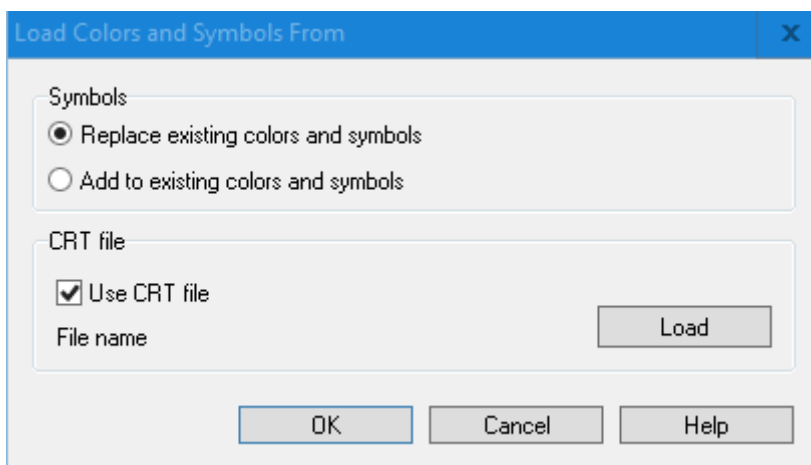 Load Colors and Symbols From
Symbols
Replace existing colors and symbols
Add to existing colors and symbols
CRT file
Use CRT file
File name
Load
OK Cancel Help